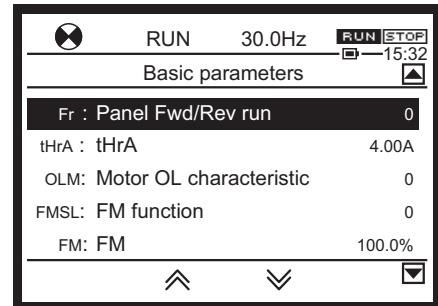 RUN 30.0Hz RUN STOP
15:32
Basic parameters
Fr : Panel Fwd/Rev run 0
tHrA : tHrA 4.00A
OLM: Motor OL characteristic 0
FMSL: FM function 0
FM: FM 100.0%